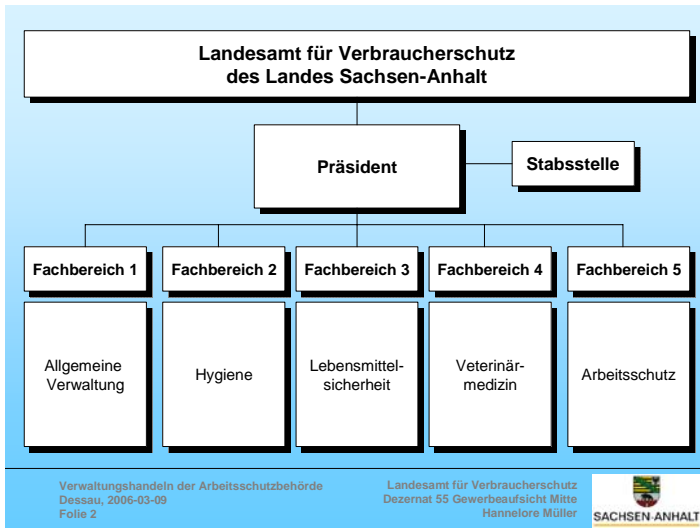 Landesamt für Verbraucherschutz
des Landes Sachsen-Anhalt
Präsident
Stabsstelle
Fachbereich 1
Fachbereich 2
Fachbereich 3
Fachbereich 4
Fachbereich 5
Allgemeine
Verwaltung
Hygiene
Lebensmittel-
sicherheit
Veterinär-
medizin
Arbeitsschutz
Verwaltungshandeln der Arbeitsschutzbehörde
Dessau, 2006-03-09
Folie 2
Landesamt für Verbraucherschutz
Dezernat 55 Gewerbeaufsicht Mitte
Hannelore Müller
SACHSEN-ANHALT